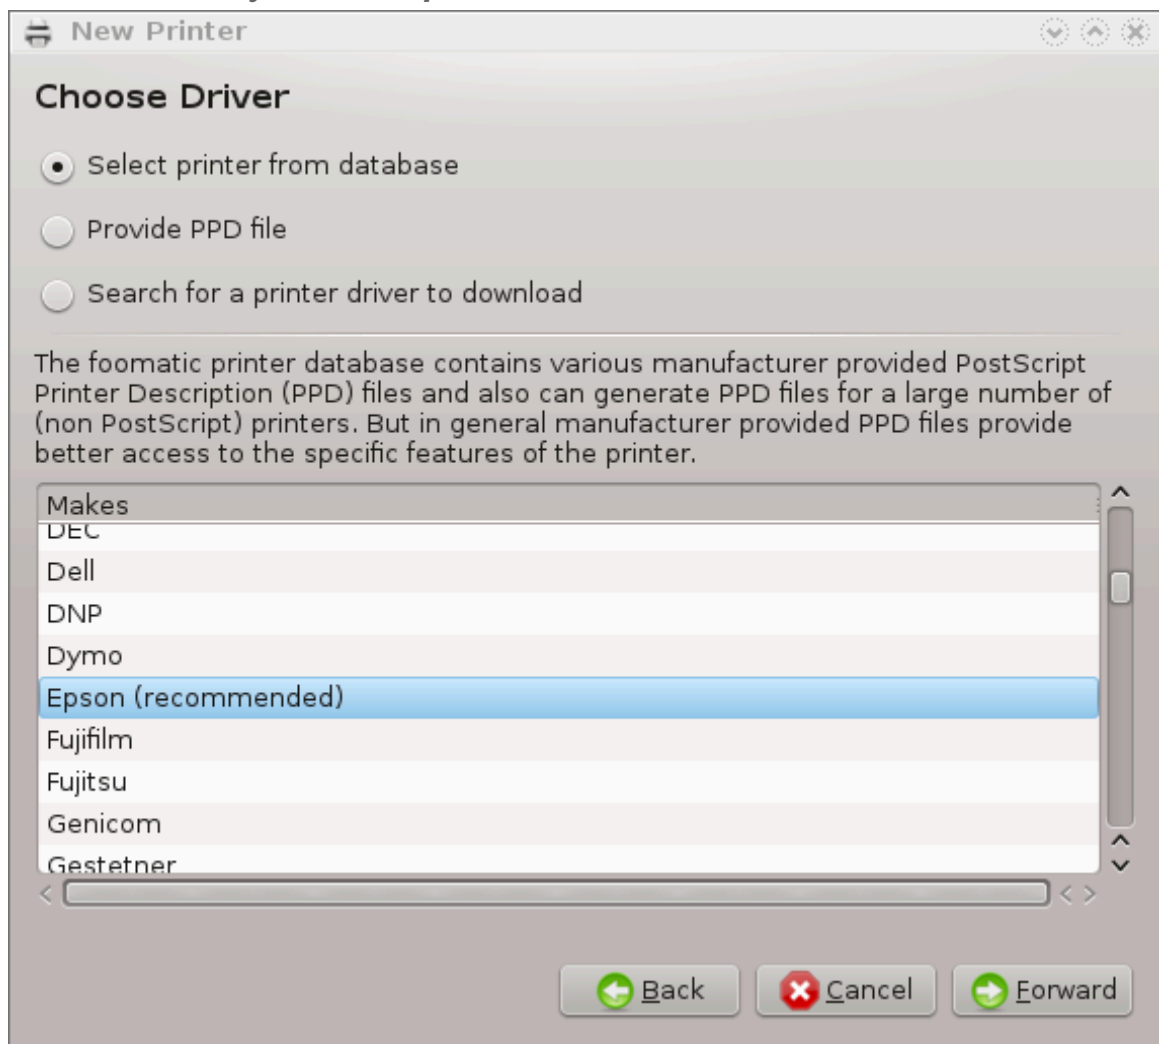 New Printer
Choose Driver
Select printer from database
Provide PPD file
Search for a printer driver to download
The foomatic printer database contains various manufacturer provided PostScript
Printer Description (PPD) files and also can generate PPD files for a large number of
(non PostScript) printers. But in general manufacturer provided PPD files provide
better access to the specific features of the printer.
Makes
DEC
Dell
DNP
Dymo
Epson (recommended)
Fujifilm
Fujitsu
Genicom
Gestetner
Back Cancel Forward